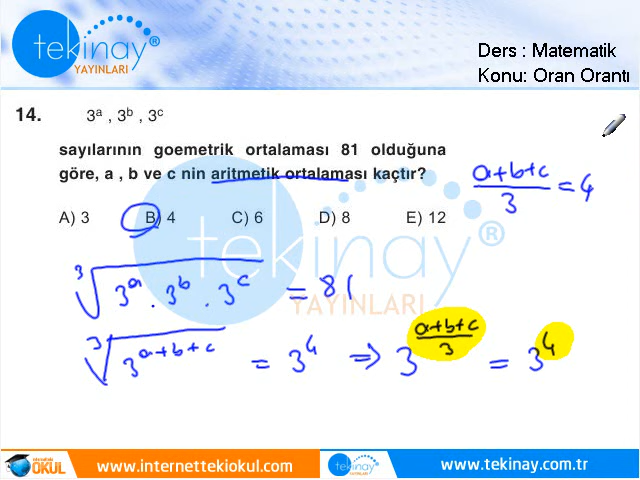 tekinay®
YAYINLARI
Ders : Matematik
Konu: Oran Orantı
14. 3ᵃ , 3ᵇ , 3ᶜ
sayılarının goemetrik ortalaması 81 olduğuna
göre, a , b ve c nin aritmetik ortalaması kaçtır?
(a+b+c)/3 = 4
A) 3 B) 4 C) 6 D) 8 E) 12
tekinay®
YAYINLARI
∛(3ᵃ · 3ᵇ · 3ᶜ) = 81
∛(3^(a+b+c)) = 3⁴ ⇒ 3^((a+b+c)/3) = 3⁴
OKUL
www.internettekiokul.com
tekinay
www.tekinay.com.tr